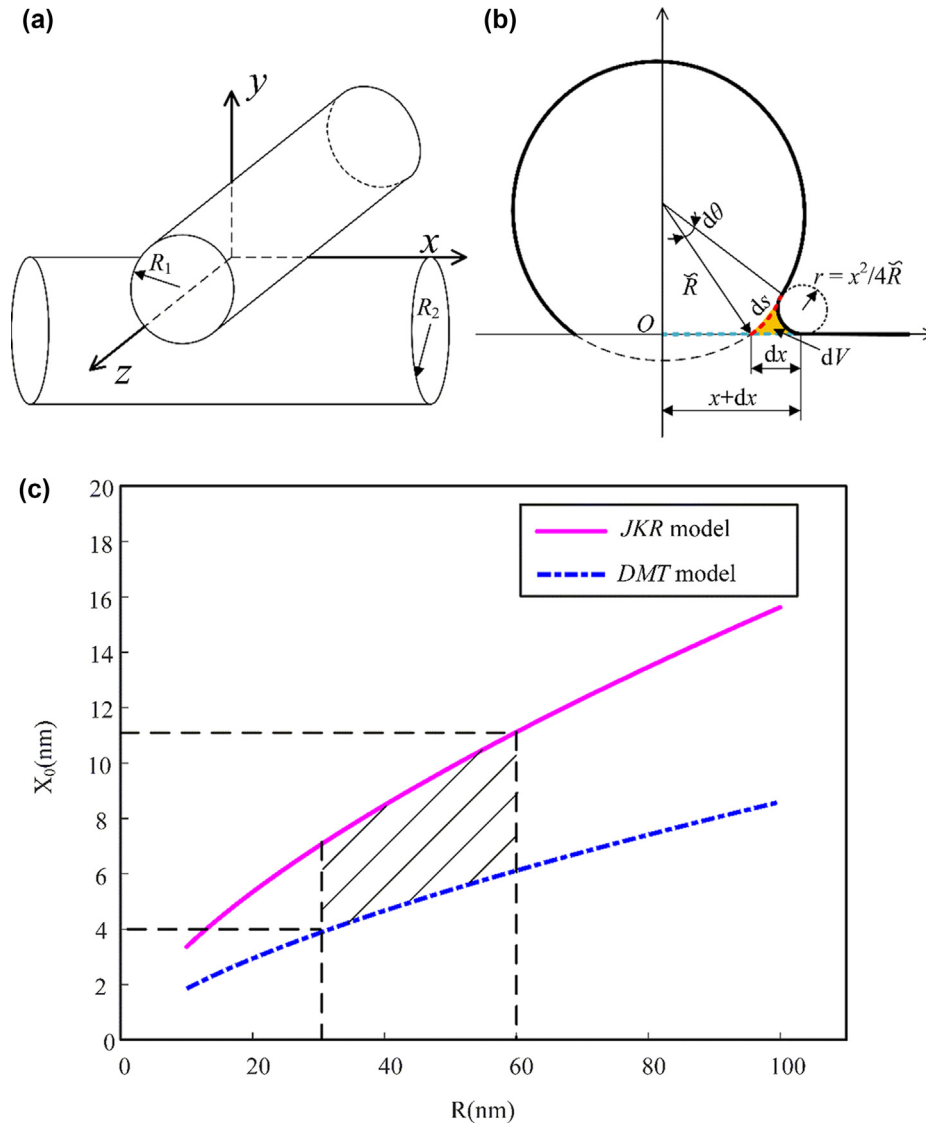 (a)
y
x
R₁
R₂
z
(b)
dθ
R̆
r = x²/4R̆
ds
O
dx
dV
x+dx
(c)
20
18
16
14
12
10
8
6
4
2
0
X₀(nm)
JKR model
DMT model
0 20 40 60 80 100
R(nm)